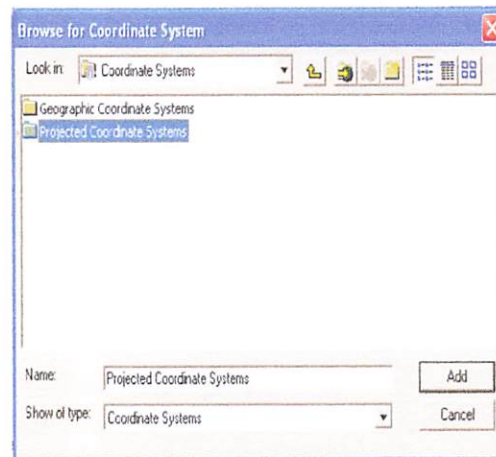 Browse for Coordinate System
Look in: Coordinate Systems
Geographic Coordinate Systems
Projected Coordinate Systems
Name: Projected Coordinate Systems Add
Show of type: Coordinate Systems Cancel